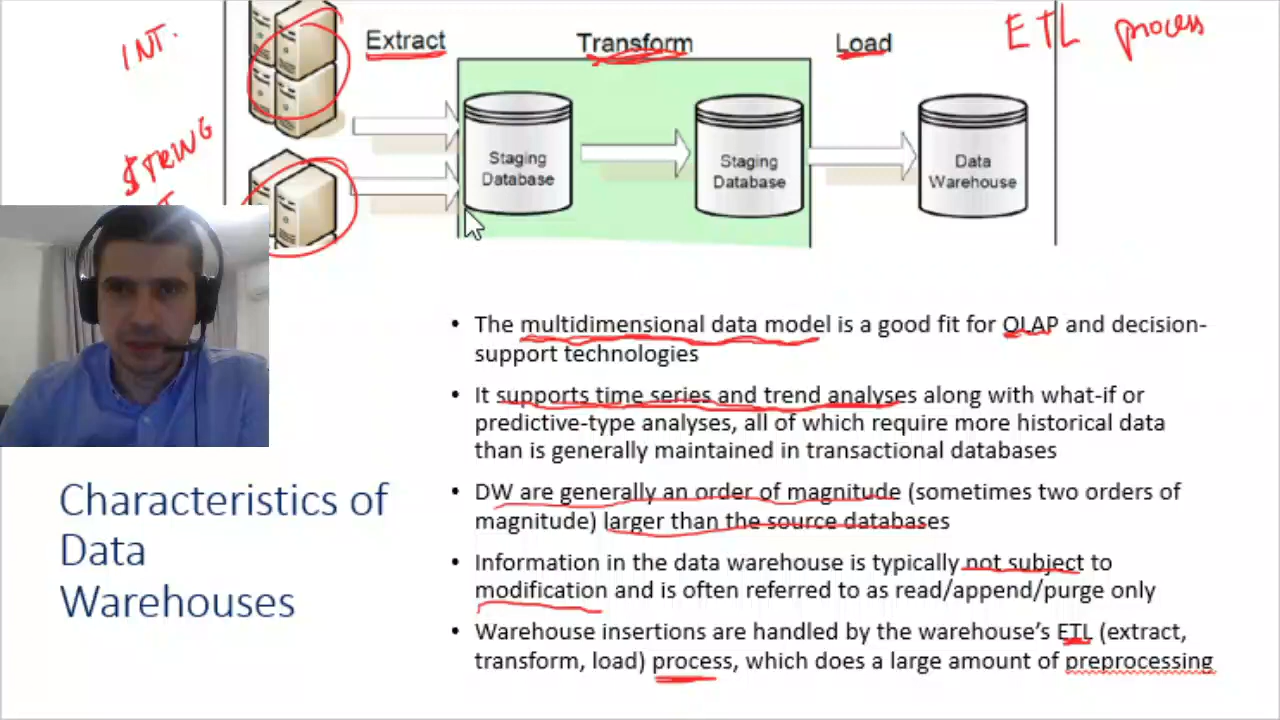 INT.
Extract
Transform
Load
ETL process
STRING
Staging
Database
Staging
Database
Data
Warehouse
Characteristics of
Data
Warehouses
• The multidimensional data model is a good fit for OLAP and decision-
support technologies
• It supports time series and trend analyses along with what-if or
predictive-type analyses, all of which require more historical data
than is generally maintained in transactional databases
• DW are generally an order of magnitude (sometimes two orders of
magnitude) larger than the source databases
• Information in the data warehouse is typically not subject to
modification and is often referred to as read/append/purge only
• Warehouse insertions are handled by the warehouse's ETL (extract,
transform, load) process, which does a large amount of preprocessing